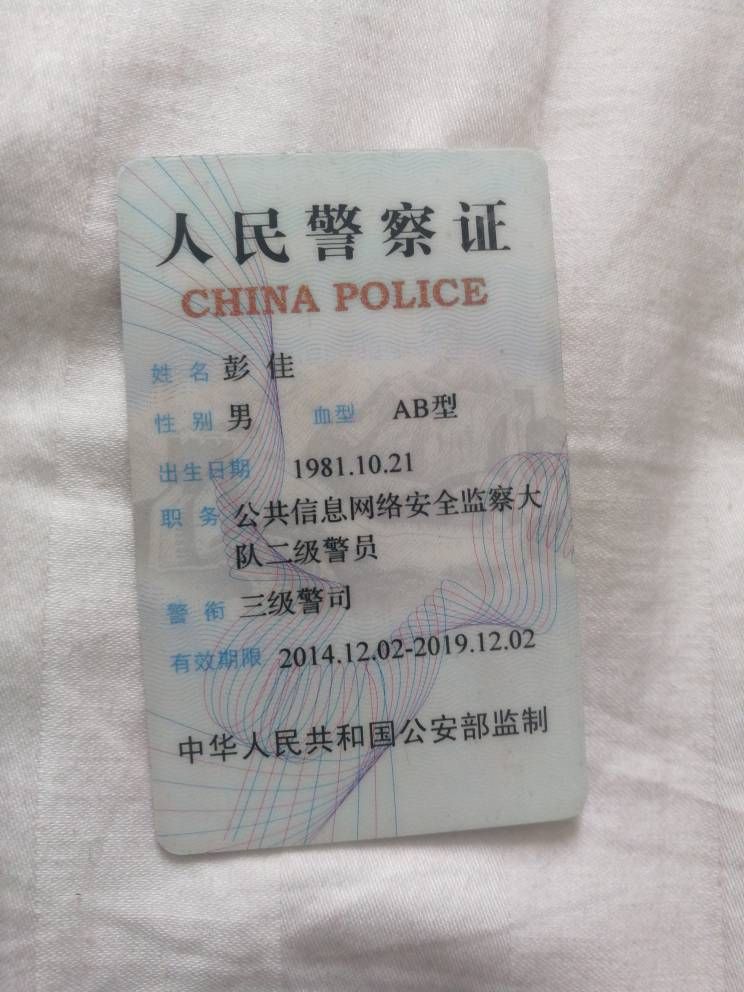 人民警察证
CHINA POLICE
姓名 彭佳
性别 男 血型 AB型
出生日期 1981.10.21
职务 公共信息网络安全监察大
队二级警员
警衔 三级警司
有效期限 2014.12.02-2019.12.02
中华人民共和国公安部监制